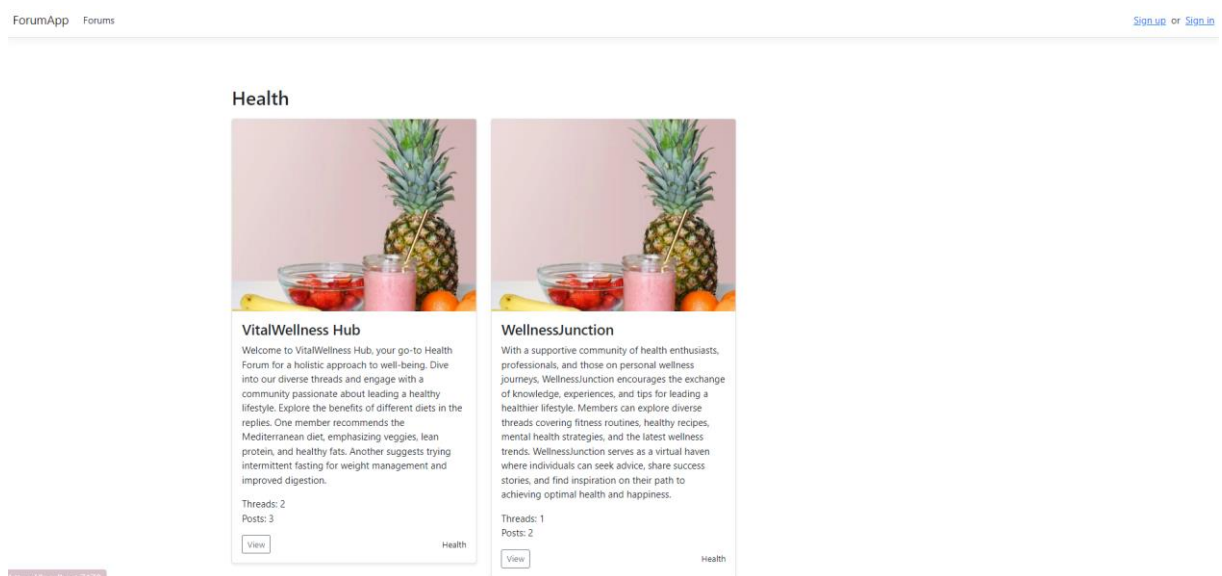 ForumApp Forums Sign up or Sign in
Health
VitalWellness Hub
Welcome to VitalWellness Hub, your go-to Health
Forum for a holistic approach to well-being. Dive
into our diverse threads and engage with a
community passionate about leading a healthy
lifestyle. Explore the benefits of different diets in the
replies. One member recommends the
Mediterranean diet, emphasizing veggies, lean
protein, and healthy fats. Another suggests trying
intermittent fasting for weight management and
improved digestion.
Threads: 2
Posts: 3
View Health
WellnessJunction
With a supportive community of health enthusiasts,
professionals, and those on personal wellness
journeys, WellnessJunction encourages the exchange
of knowledge, experiences, and tips for leading a
healthier lifestyle. Members can explore diverse
threads covering fitness routines, healthy recipes,
mental health strategies, and the latest wellness
trends. WellnessJunction serves as a virtual haven
where individuals can seek advice, share success
stories, and find inspiration on their path to
achieving optimal health and happiness.
Threads: 1
Posts: 2
View Health